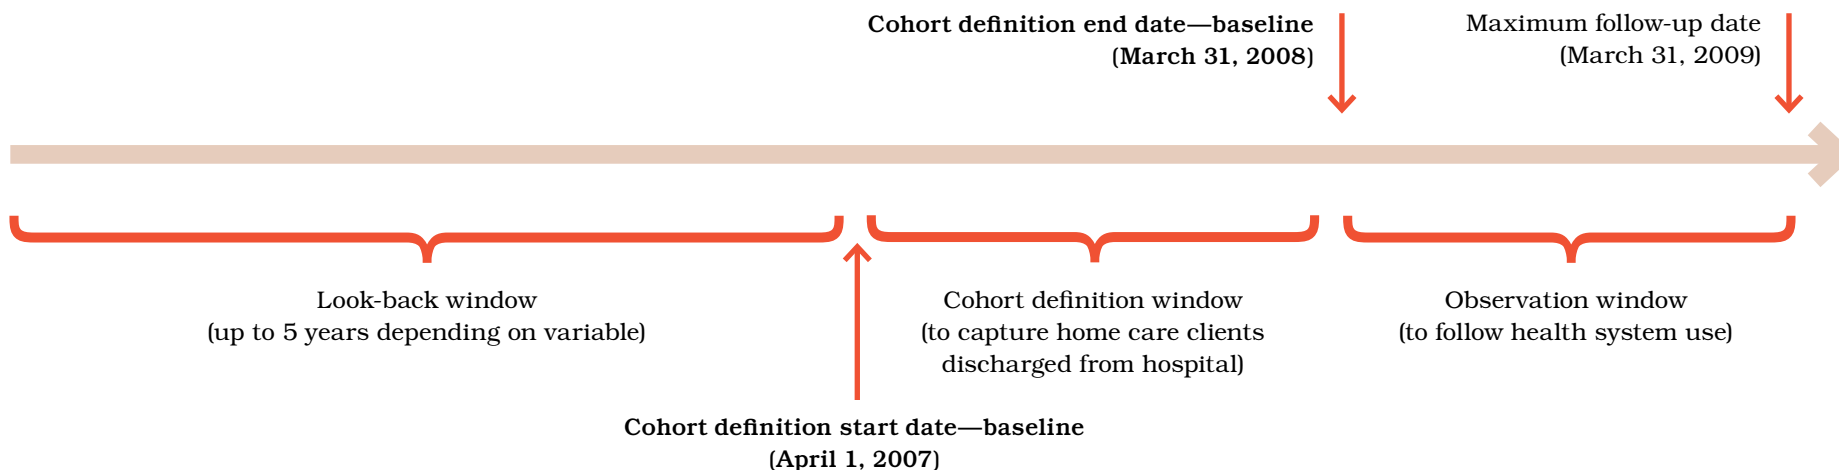 Cohort definition end date—baseline
(March 31, 2008)
Maximum follow-up date
(March 31, 2009)
Look-back window
(up to 5 years depending on variable)
Cohort definition window
(to capture home care clients
discharged from hospital)
Observation window
(to follow health system use)
Cohort definition start date—baseline
(April 1, 2007)